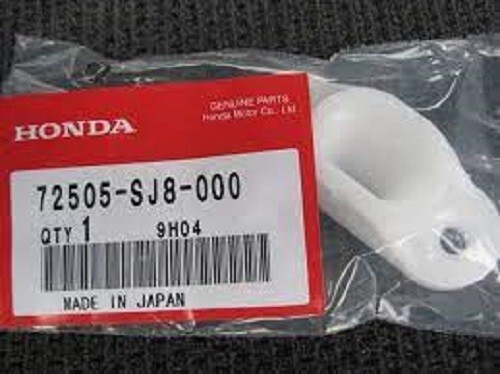 GENUINE PARTS
Honda Motor Co., Ltd.
HONDA
72505-SJ8-000
QTY 1 9H04
MADE IN JAPAN